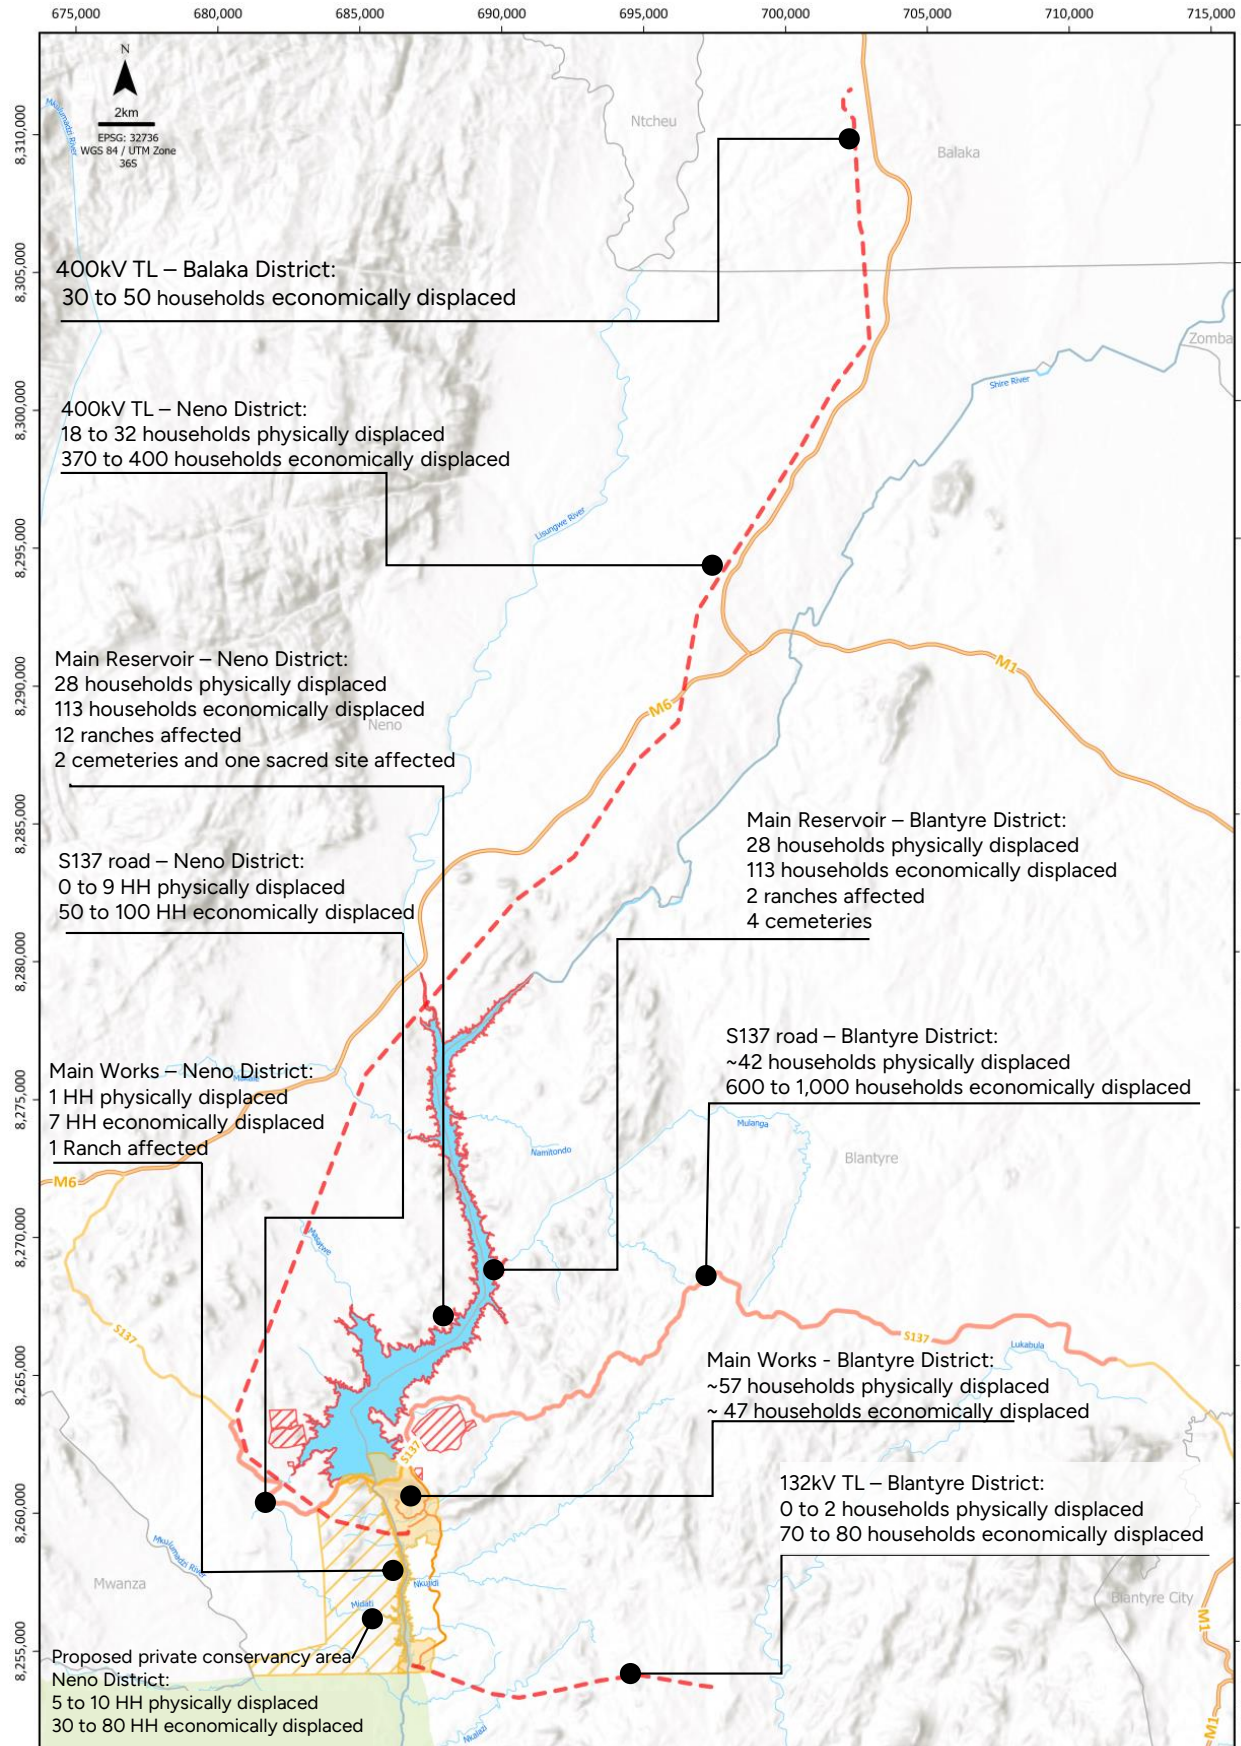 675,000 680,000 685,000 690,000 695,000 700,000 705,000 710,000 715,000
N
2km
EPSG: 32736
WGS 84 / UTM Zone
36S
8,310,000
8,305,000
8,300,000
8,295,000
8,290,000
8,285,000
8,280,000
8,275,000
8,270,000
8,265,000
8,260,000
8,255,000
Mkulumadzi River
Ntcheu
Balaka
400kV TL – Balaka District:
30 to 50 households economically displaced
Zomba
Shire River
400kV TL – Neno District:
18 to 32 households physically displaced
370 to 400 households economically displaced
Lisungwe River
Main Reservoir – Neno District:
28 households physically displaced
113 households economically displaced
12 ranches affected
2 cemeteries and one sacred site affected
Neno
M6
M1
Main Reservoir – Blantyre District:
28 households physically displaced
113 households economically displaced
2 ranches affected
4 cemeteries
S137 road – Neno District:
0 to 9 HH physically displaced
50 to 100 HH economically displaced
S137 road – Blantyre District:
~42 households physically displaced
600 to 1,000 households economically displaced
Main Works – Neno District:
1 HH physically displaced
7 HH economically displaced
1 Ranch affected
M6
Mulanga
Namitondo
Blantyre
S137
S137
Lukabula
Main Works - Blantyre District:
~57 households physically displaced
~ 47 households economically displaced
S137
132kV TL – Blantyre District:
0 to 2 households physically displaced
70 to 80 households economically displaced
Mkulumadzi River
Mwanza
Nkundi
Midati
Blantyre City
M1
Proposed private conservancy area
Neno District:
5 to 10 HH physically displaced
30 to 80 HH economically displaced
Nkalazi
M1